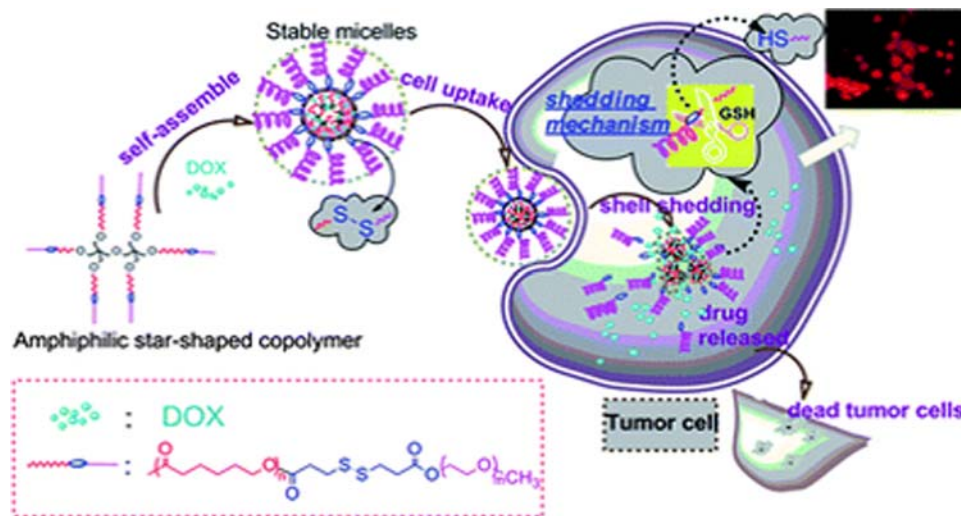 Stable micelles
self-assemble
DOX
S-S
cell uptake
shedding
mechanism
GSH
HS
shell shedding
drug
released
Amphiphilic star-shaped copolymer
Tumor cell
dead tumor cells
: DOX
: O O n O S S O O O m CH3